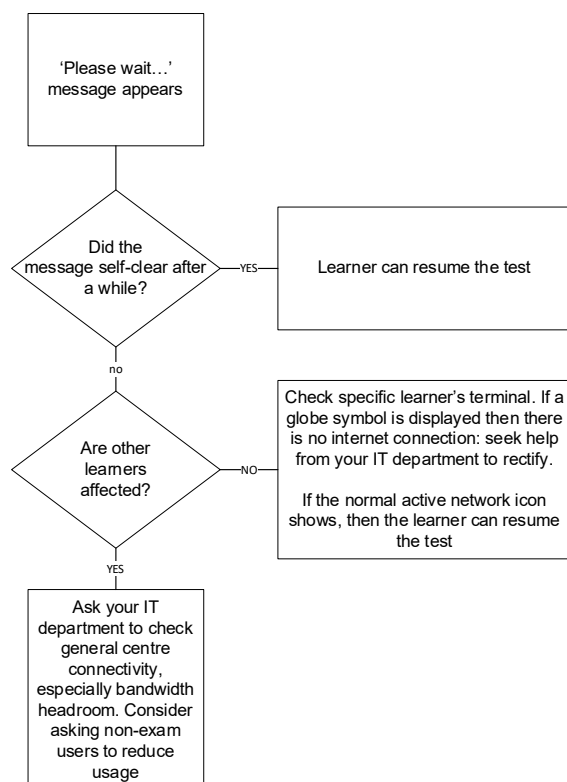 ‘Please wait…’
message appears
Did the
message self-clear after
a while?
YES
Learner can resume the test
no
Are other
learners
affected?
NO
Check specific learner’s terminal. If a
globe symbol is displayed then there
is no internet connection: seek help
from your IT department to rectify.
If the normal active network icon
shows, then the learner can resume
the test
YES
Ask your IT
department to check
general centre
connectivity,
especially bandwidth
headroom. Consider
asking non-exam
users to reduce
usage